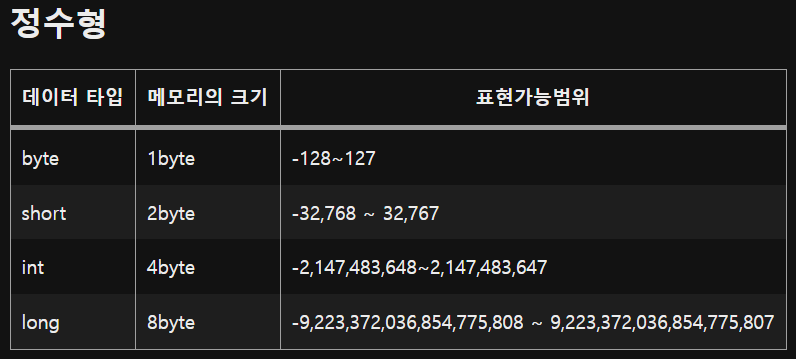 정수형
데이터 타입 메모리의 크기 표현가능범위
byte 1byte -128~127
short 2byte -32,768 ~ 32,767
int 4byte -2,147,483,648~2,147,483,647
long 8byte -9,223,372,036,854,775,808 ~ 9,223,372,036,854,775,807